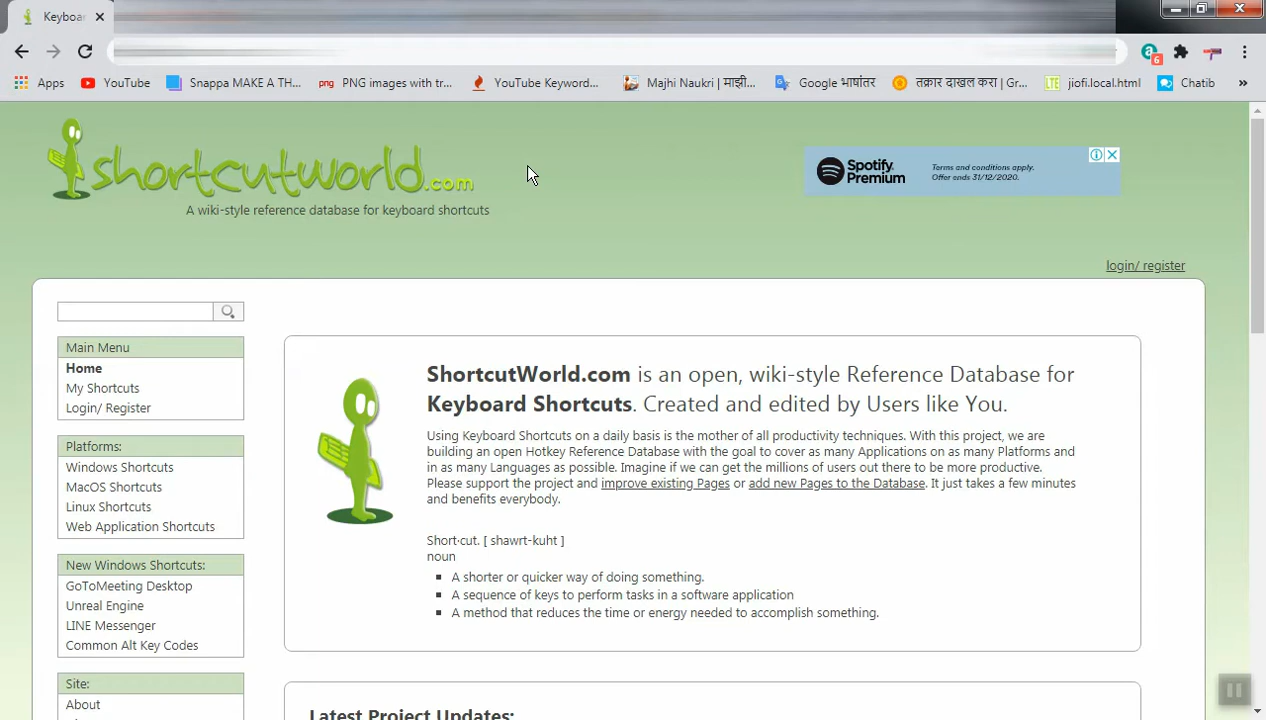 Keyboar
6
Apps
YouTube
Snappa MAKE A TH...
png
PNG images with tr...
YouTube Keyword...
Majhi Naukri | माझी...
Google भाषांतर
तक्रार दाखल करा | Gr...
LTE
jiofi.local.html
Chatib
»
shortcutworld.com
A wiki-style reference database for keyboard shortcuts
Spotify Premium
Terms and conditions apply.
Offer ends 31/12/2020.
login/ register
Main Menu
Home
My Shortcuts
Login/ Register
Platforms:
Windows Shortcuts
MacOS Shortcuts
Linux Shortcuts
Web Application Shortcuts
New Windows Shortcuts:
GoToMeeting Desktop
Unreal Engine
LINE Messenger
Common Alt Key Codes
Site:
About
ShortcutWorld.com is an open, wiki-style Reference Database for
Keyboard Shortcuts. Created and edited by Users like You.
Using Keyboard Shortcuts on a daily basis is the mother of all productivity techniques. With this project, we are
building an open Hotkey Reference Database with the goal to cover as many Applications on as many Platforms and
in as many Languages as possible. Imagine if we can get the millions of users out there to be more productive.
Please support the project and improve existing Pages or add new Pages to the Database. It just takes a few minutes
and benefits everybody.
Short·cut. [ shawrt-kuht ]
noun
A shorter or quicker way of doing something.
A sequence of keys to perform tasks in a software application
A method that reduces the time or energy needed to accomplish something.
Latest Project Updates: